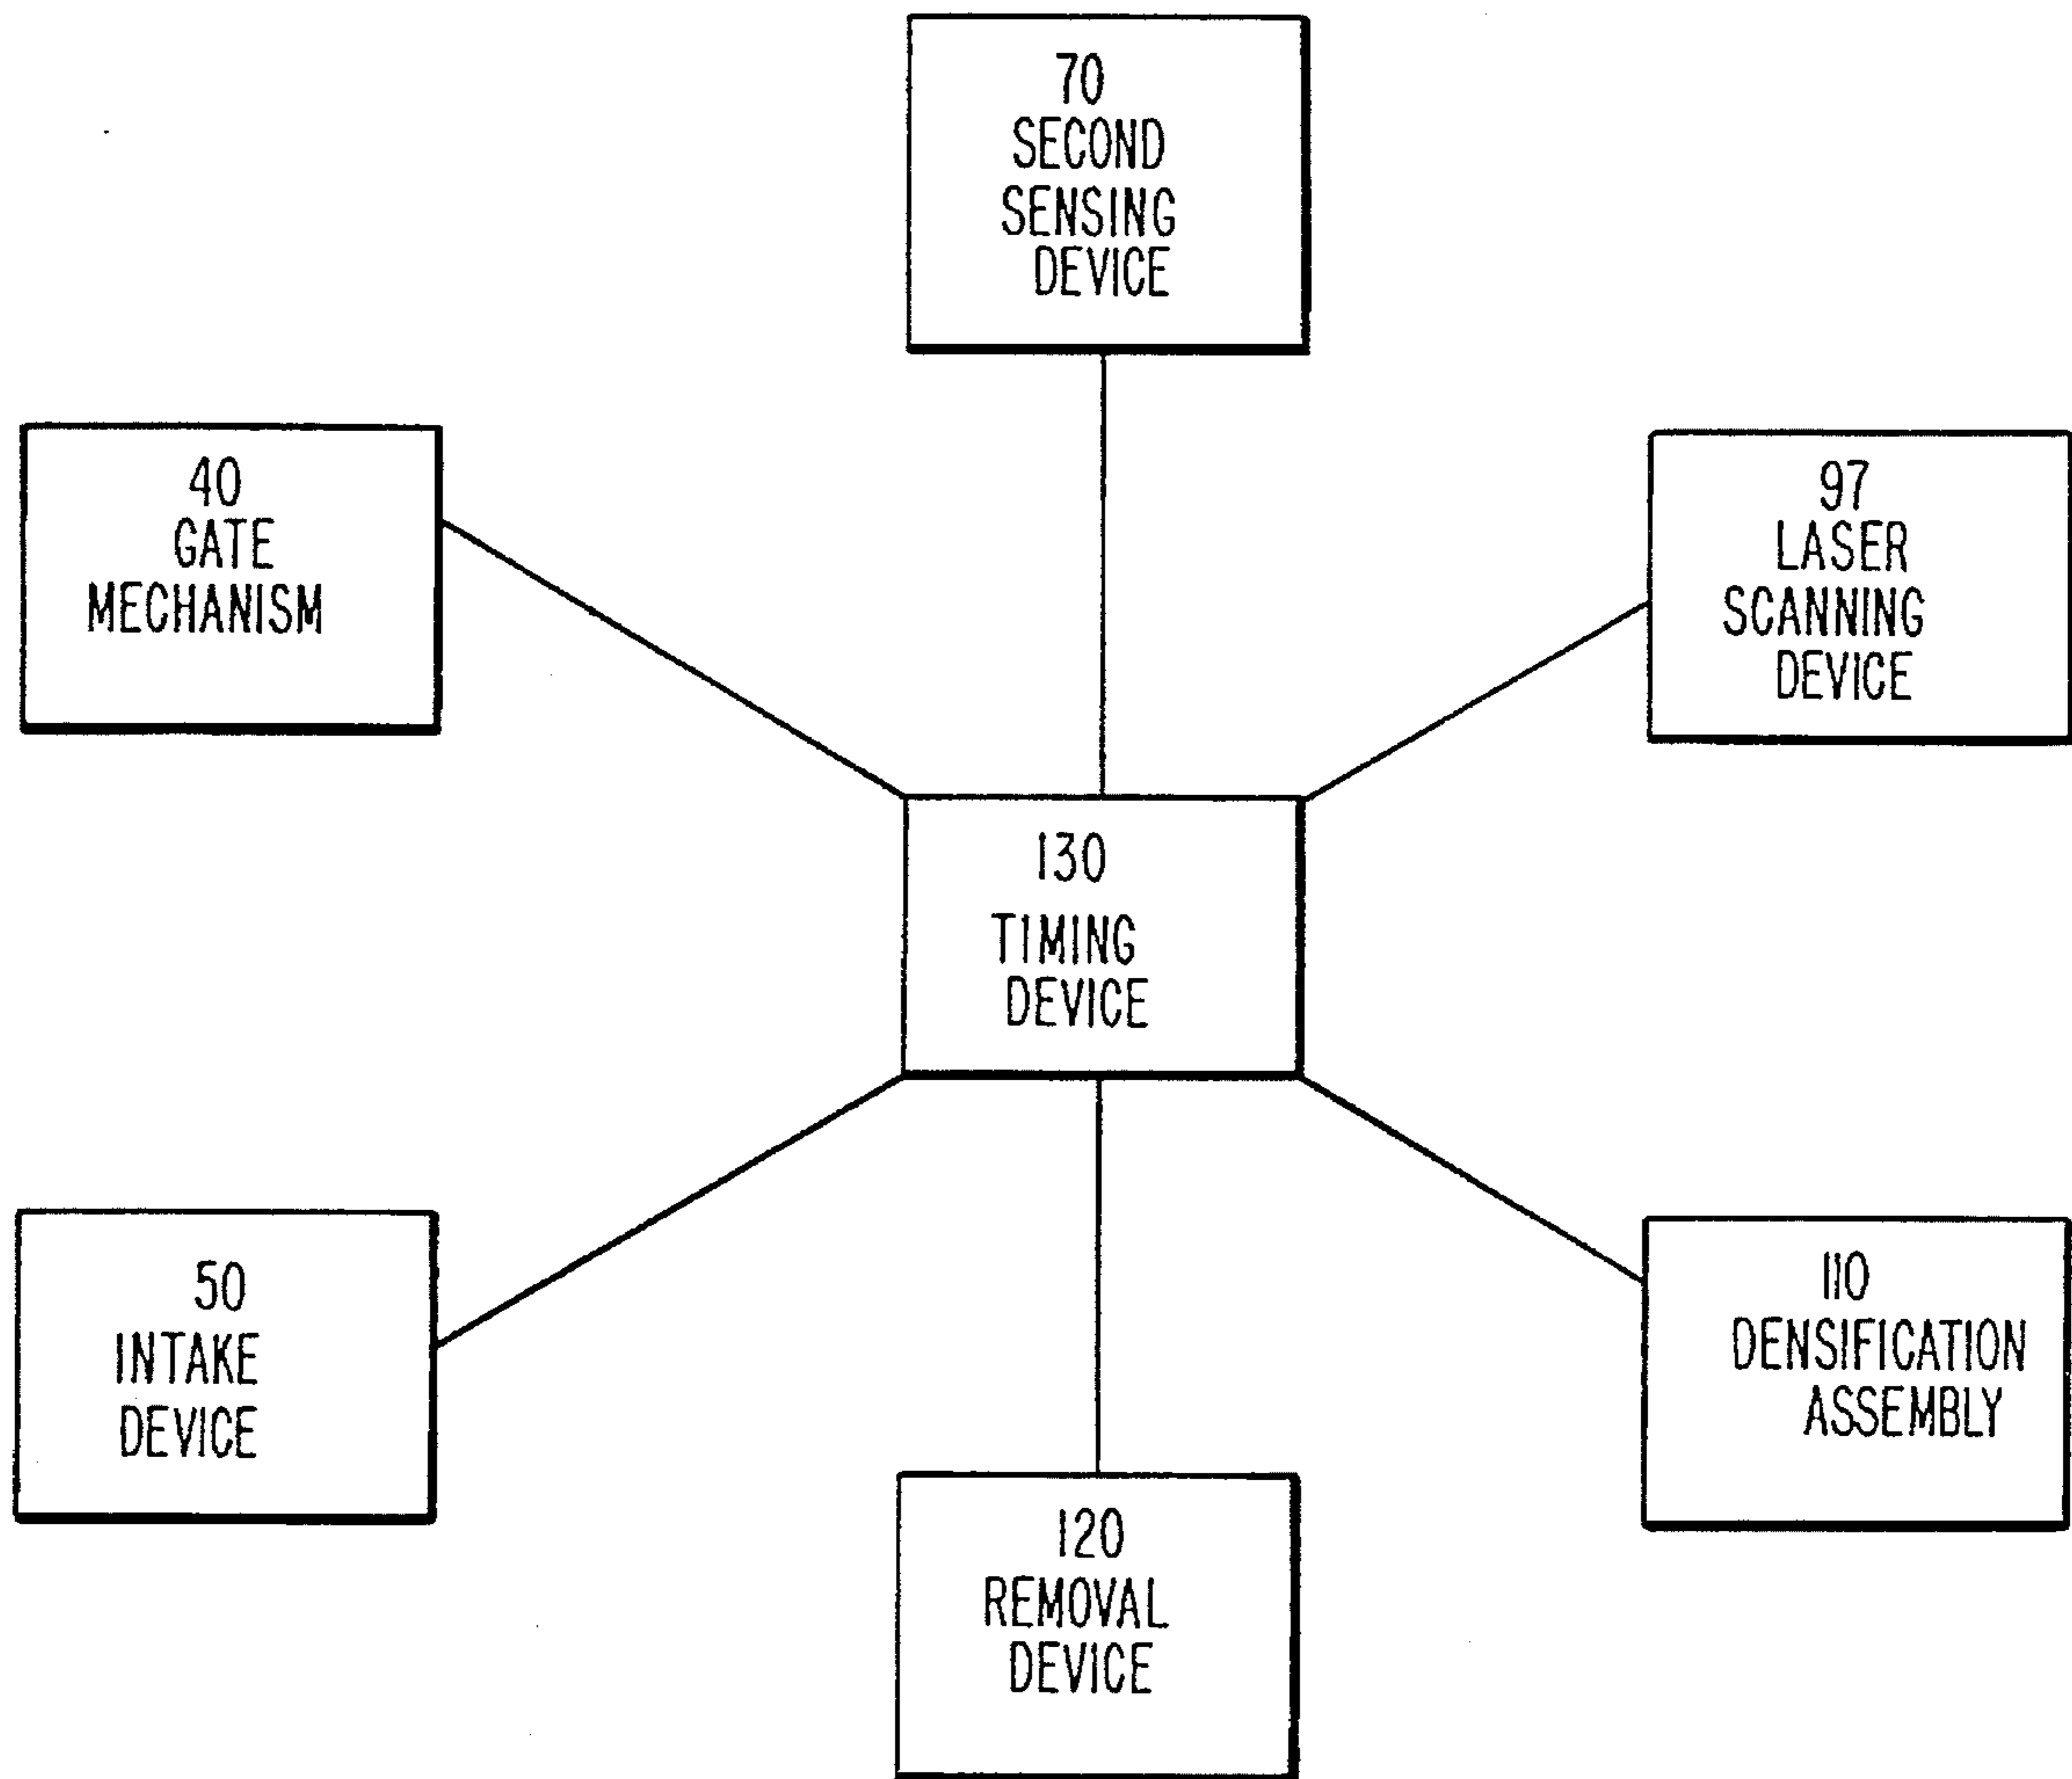 70
SECOND
SENSING
DEVICE
40
GATE
MECHANISM
97
LASER
SCANNING
DEVICE
130
TIMING
DEVICE
50
INTAKE
DEVICE
110
DENSIFICATION
ASSEMBLY
120
REMOVAL
DEVICE